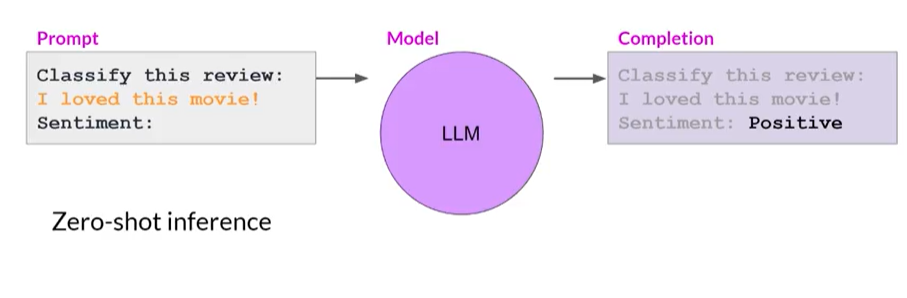 Prompt
Classify this review:
I loved this movie!
Sentiment:
Model
LLM
Completion
Classify this review:
I loved this movie!
Sentiment: Positive
Zero-shot inference